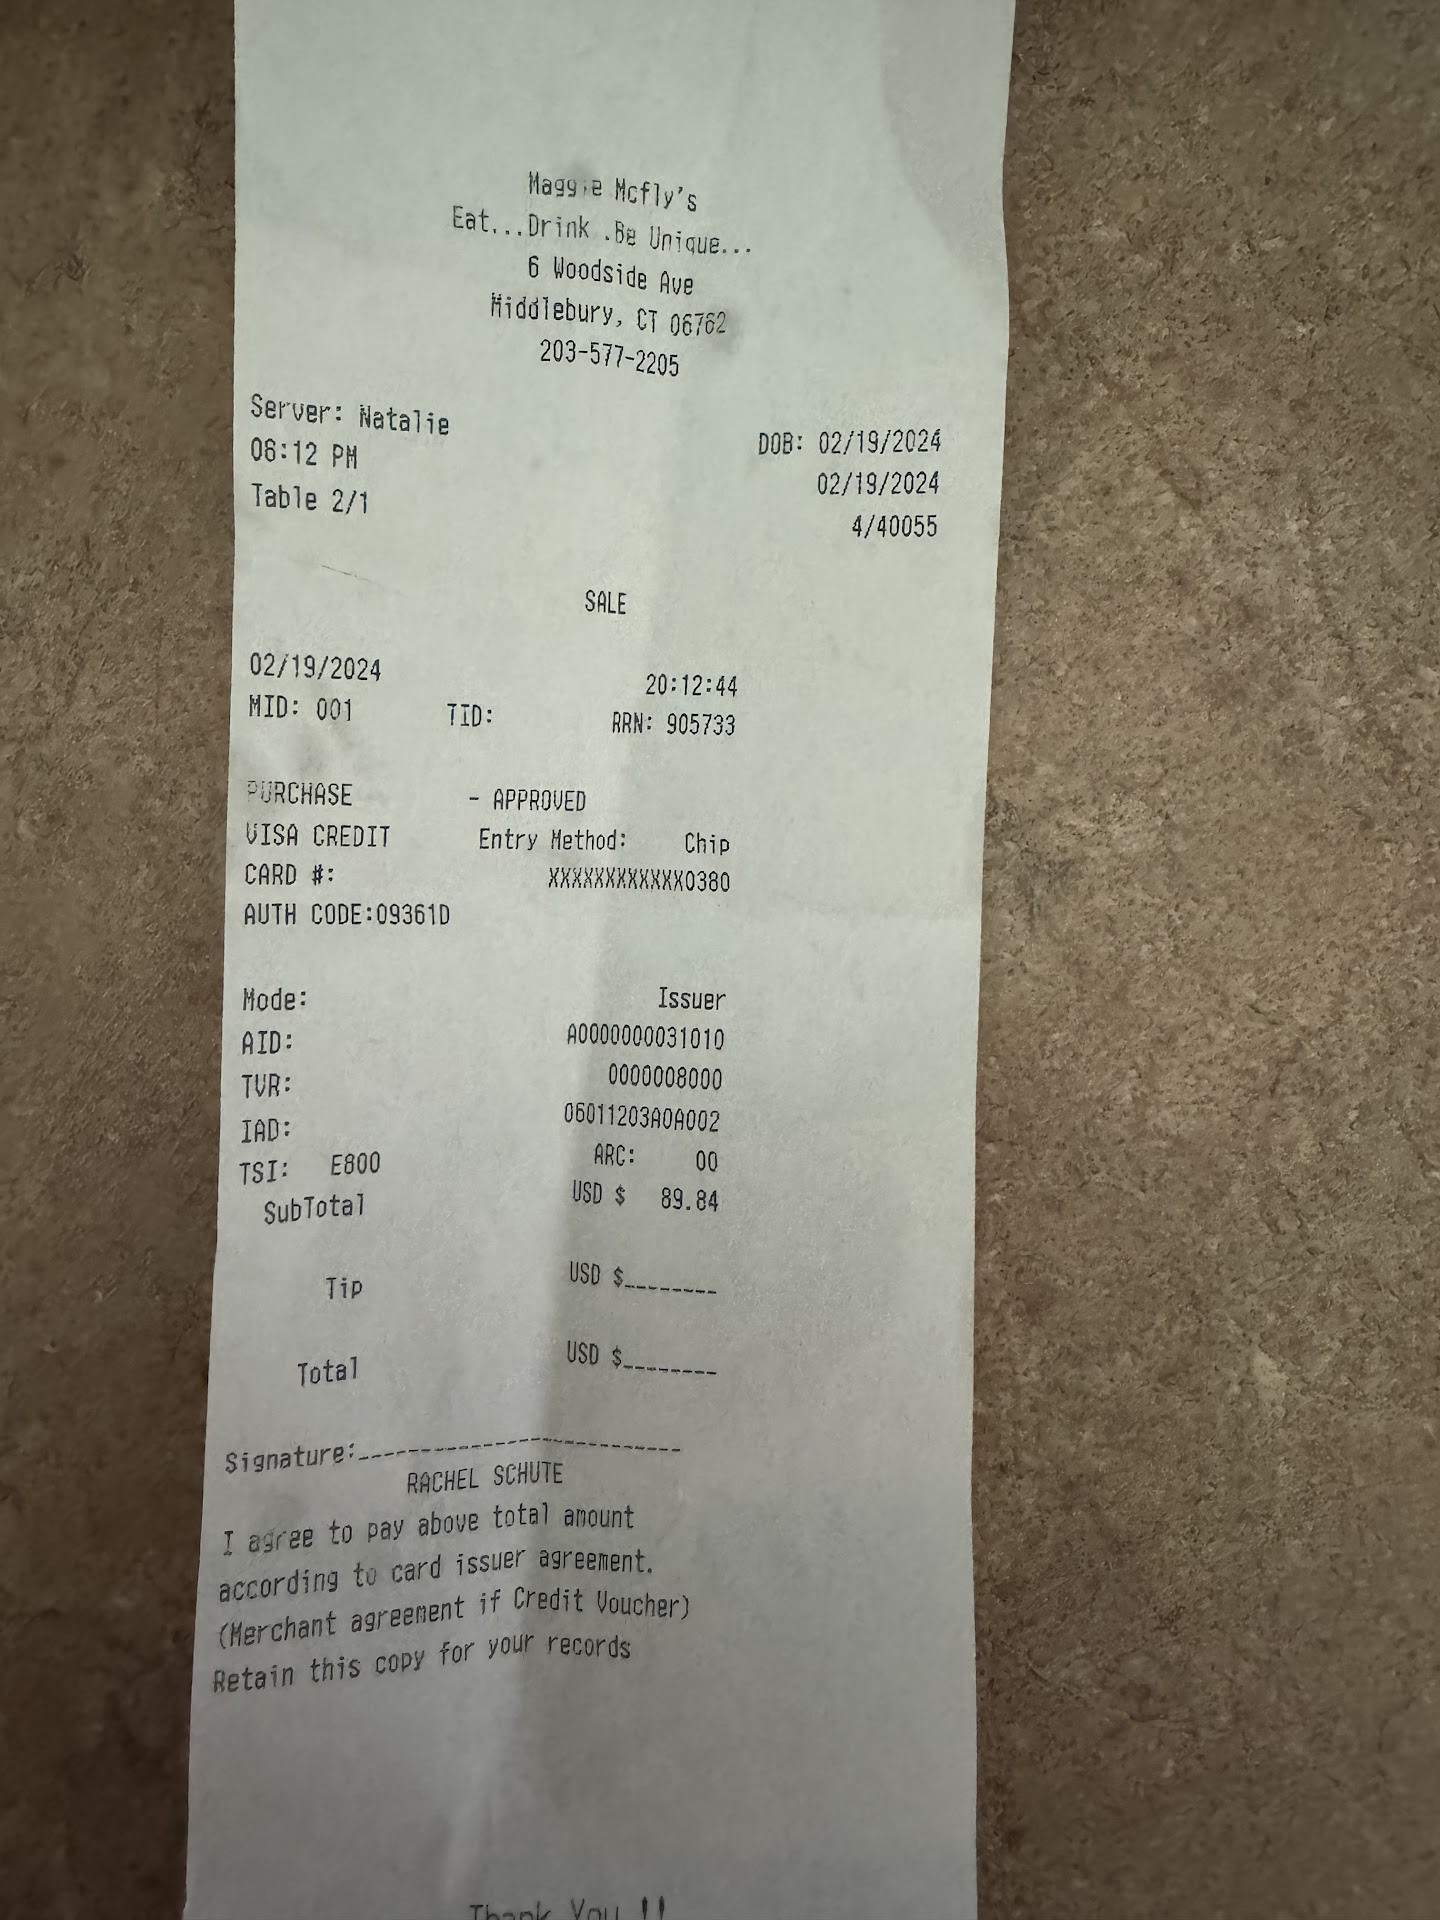 Maggie Mcfly's
Eat...Drink .Be Unique...
6 Woodside Ave
Middlebury, CT 06762
203-577-2205
Server: Natalie
06:12 PM
Table 2/1
DOB: 02/19/2024
02/19/2024
4/40055
SALE
02/19/2024 20:12:44
MID: 001 TID: RRN: 905733
PURCHASE - APPROVED
VISA CREDIT Entry Method: Chip
CARD #: XXXXXXXXXXXX0380
AUTH CODE:09361D
Mode: Issuer
AID: A0000000031010
TVR: 0000008000
IAD: 06011203A0A002
TSI: E800 ARC: 00
SubTotal USD $ 89.84
Tip USD $________
Total USD $________
Signature:__________________________
RACHEL SCHUTE
I agree to pay above total amount
according to card issuer agreement.
(Merchant agreement if Credit Voucher)
Retain this copy for your records
Thank You !!